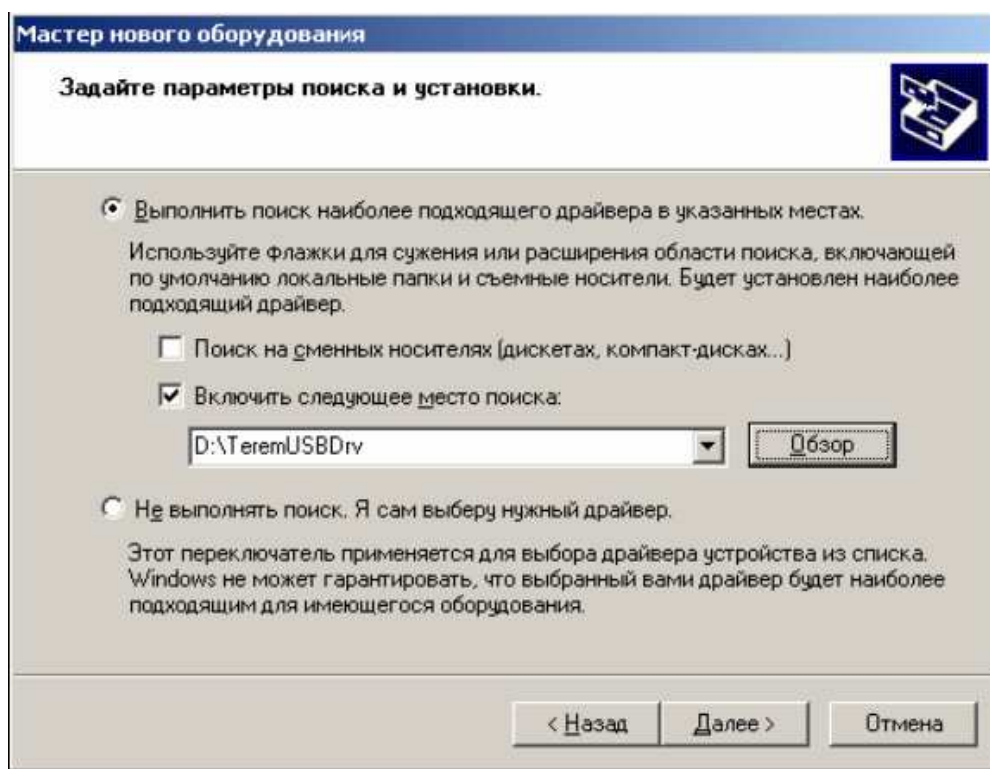 Мастер нового оборудования
Задайте параметры поиска и установки.
Выполнить поиск наиболее подходящего драйвера в указанных местах.
Используйте флажки для сужения или расширения области поиска, включающей
по умолчанию локальные папки и съемные носители. Будет установлен наиболее
подходящий драйвер.
Поиск на сменных носителях (дискетах, компакт-дисках...)
Включить следующее место поиска:
D:\TeremUSBDrv
Обзор
Не выполнять поиск. Я сам выберу нужный драйвер.
Этот переключатель применяется для выбора драйвера устройства из списка.
Windows не может гарантировать, что выбранный вами драйвер будет наиболее
подходящим для имеющегося оборудования.
< Назад Далее > Отмена